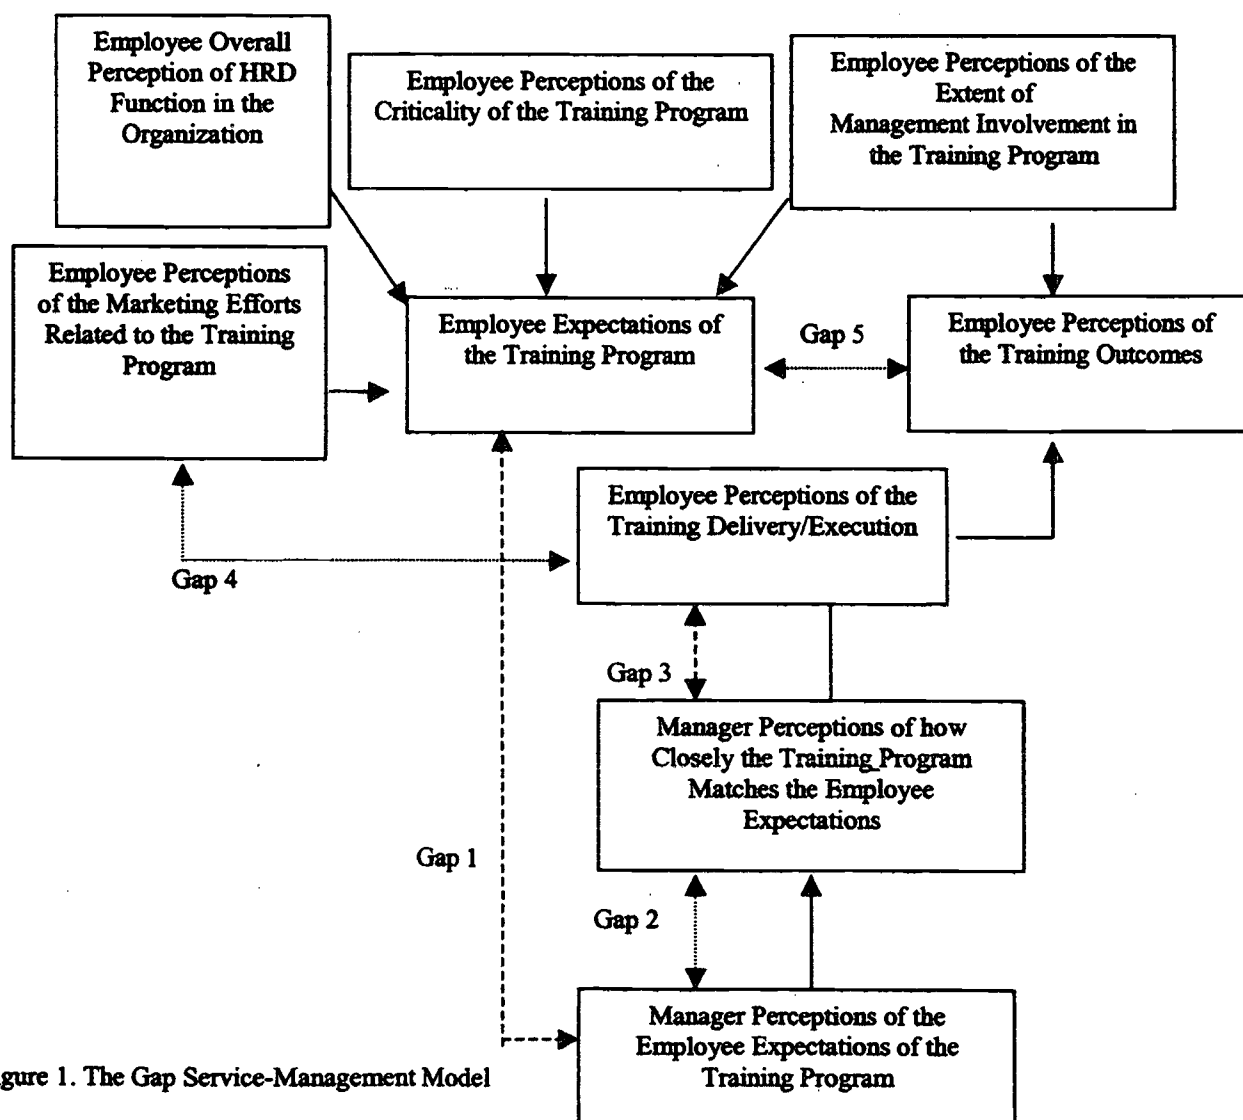 Employee Overall
Perception of HRD
Function in the
Organization
Employee Perceptions of the
Criticality of the Training Program
Employee Perceptions of the
Extent of
Management Involvement in
the Training Program
Employee Perceptions
of the Marketing Efforts
Related to the Training
Program
Employee Expectations of
the Training Program
Gap 5
Employee Perceptions of
the Training Outcomes
Employee Perceptions of the
Training Delivery/Execution
Gap 4
Gap 3
Manager Perceptions of how
Closely the Training Program
Matches the Employee
Expectations
Gap 1
Gap 2
Manager Perceptions of the
Employee Expectations of the
Training Program
gure 1. The Gap Service-Management Model